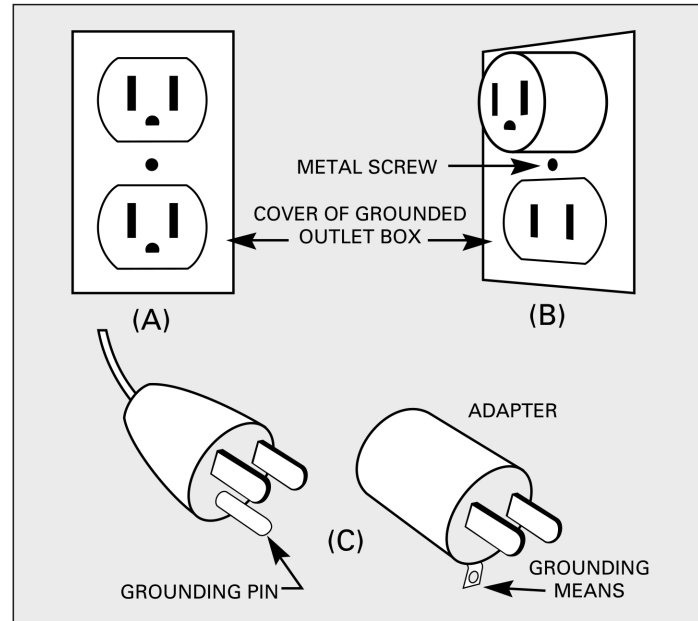 METAL SCREW
COVER OF GROUNDED
OUTLET BOX
(A)
(B)
ADAPTER
(C)
GROUNDING PIN
GROUNDING
MEANS